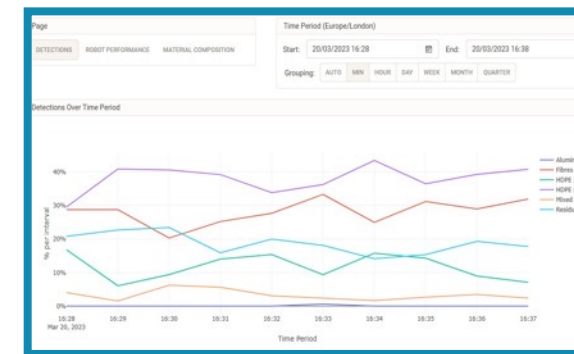 Page
Time Period (Europe/London)
DETECTIONS ROBOT PERFORMANCE MATERIAL COMPOSITION
Start: 20/03/2023 16:28 End: 20/03/2023 16:38
Grouping: AUTO MIN HOUR DAY WEEK MONTH QUARTER
Detections Over Time Period
Alumin
Fibres
HDPE
HDPE
Mixed
Residu
40%
30%
20%
10%
0%
% per interval
16:28 16:29 16:30 16:31 16:32 16:33 16:34 16:35 16:36 16:37
Mar 20, 2023
Time Period